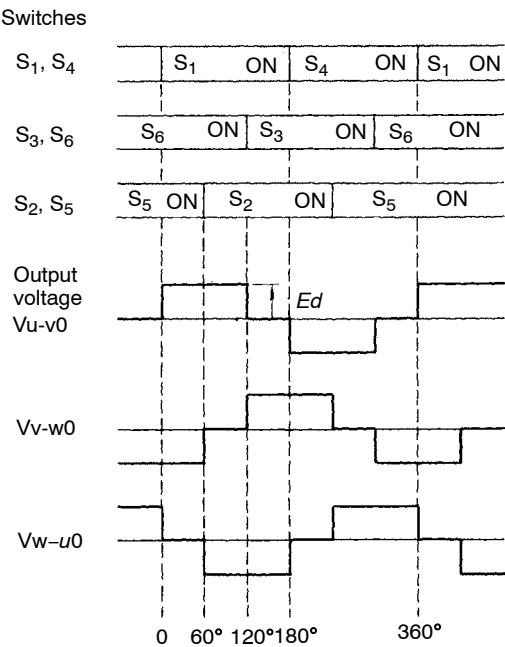 Switches
S₁, S₄ S₁ ON S₄ ON S₁ ON
S₃, S₆ S₆ ON S₃ ON S₆ ON
S₂, S₅ S₅ ON S₂ ON S₅ ON
Output
voltage
Vu-v0
Ed
Vv-w0
Vw–u0
0 60° 120° 180° 360°